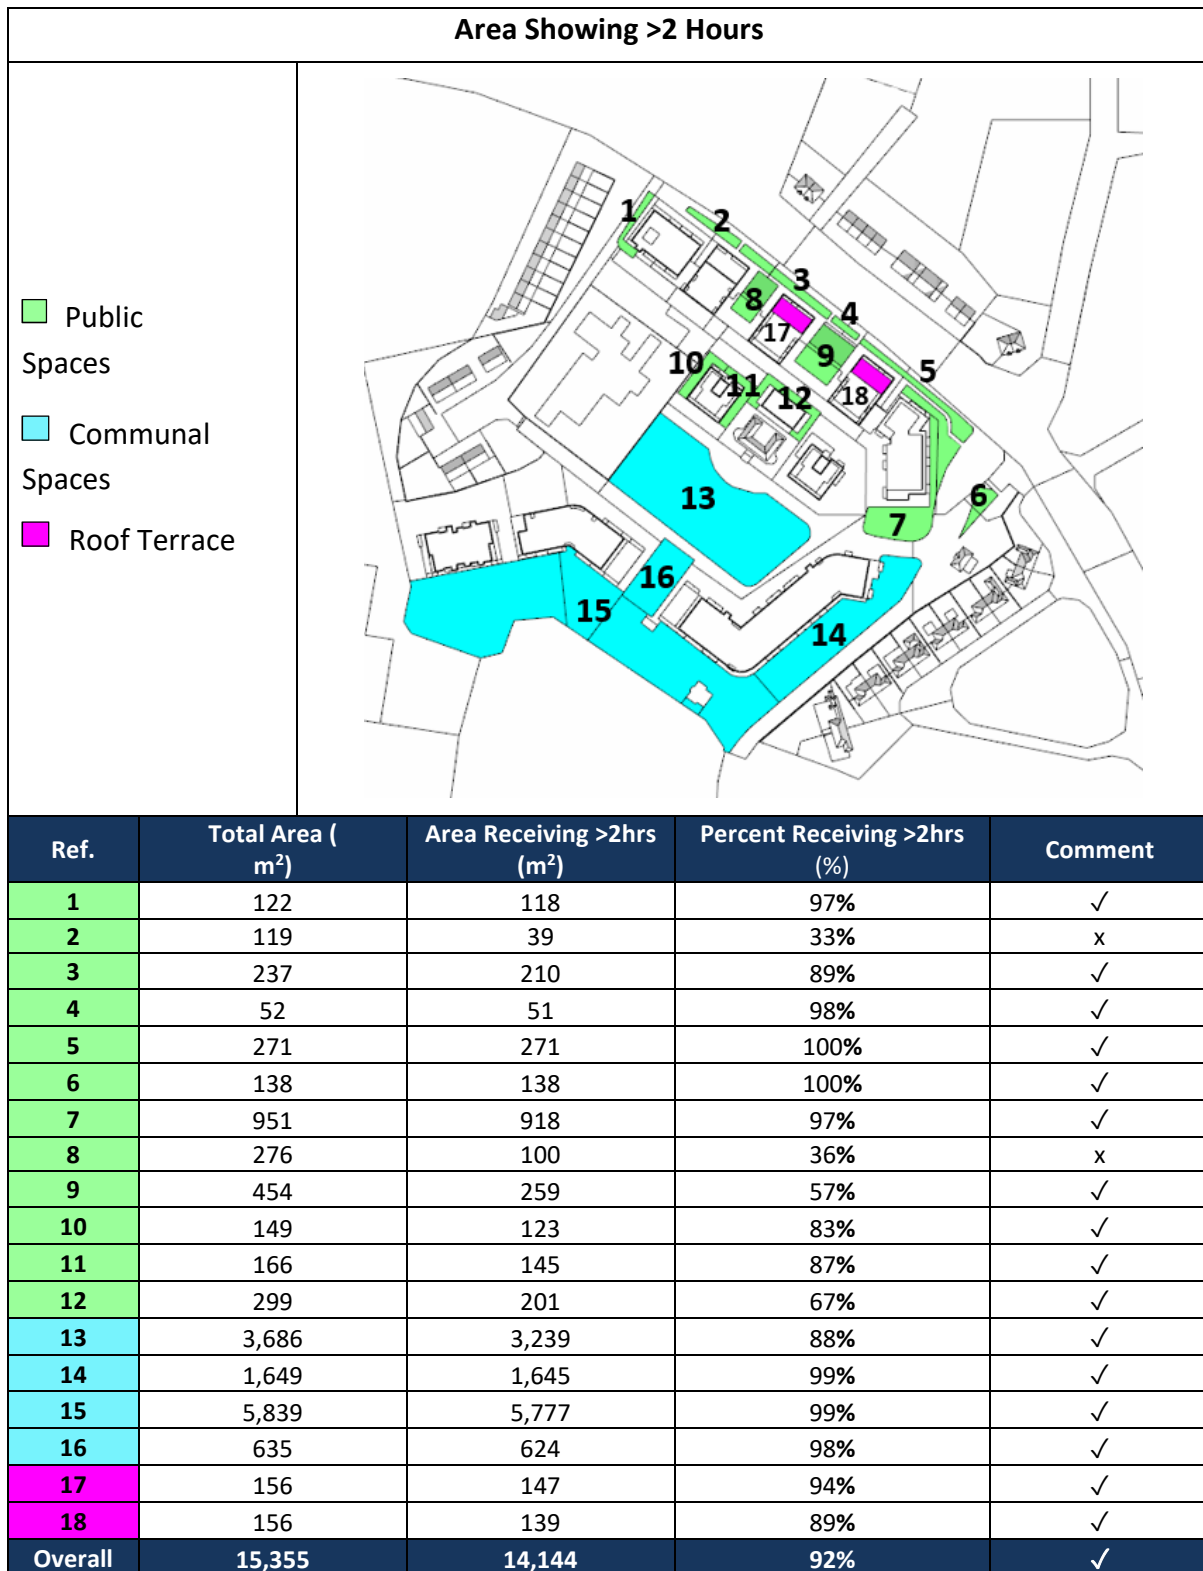 Area Showing >2 Hours
Public
Spaces
Communal
Spaces
Roof Terrace
1
2
3
8
4
17
9
5
10
11
12
18
13
6
7
16
15
14
Ref. Total Area ( m²) Area Receiving >2hrs (m²) Percent Receiving >2hrs (%) Comment
1 122 118 97% ✓
2 119 39 33% x
3 237 210 89% ✓
4 52 51 98% ✓
5 271 271 100% ✓
6 138 138 100% ✓
7 951 918 97% ✓
8 276 100 36% x
9 454 259 57% ✓
10 149 123 83% ✓
11 166 145 87% ✓
12 299 201 67% ✓
13 3,686 3,239 88% ✓
14 1,649 1,645 99% ✓
15 5,839 5,777 99% ✓
16 635 624 98% ✓
17 156 147 94% ✓
18 156 139 89% ✓
Overall 15,355 14,144 92% ✓